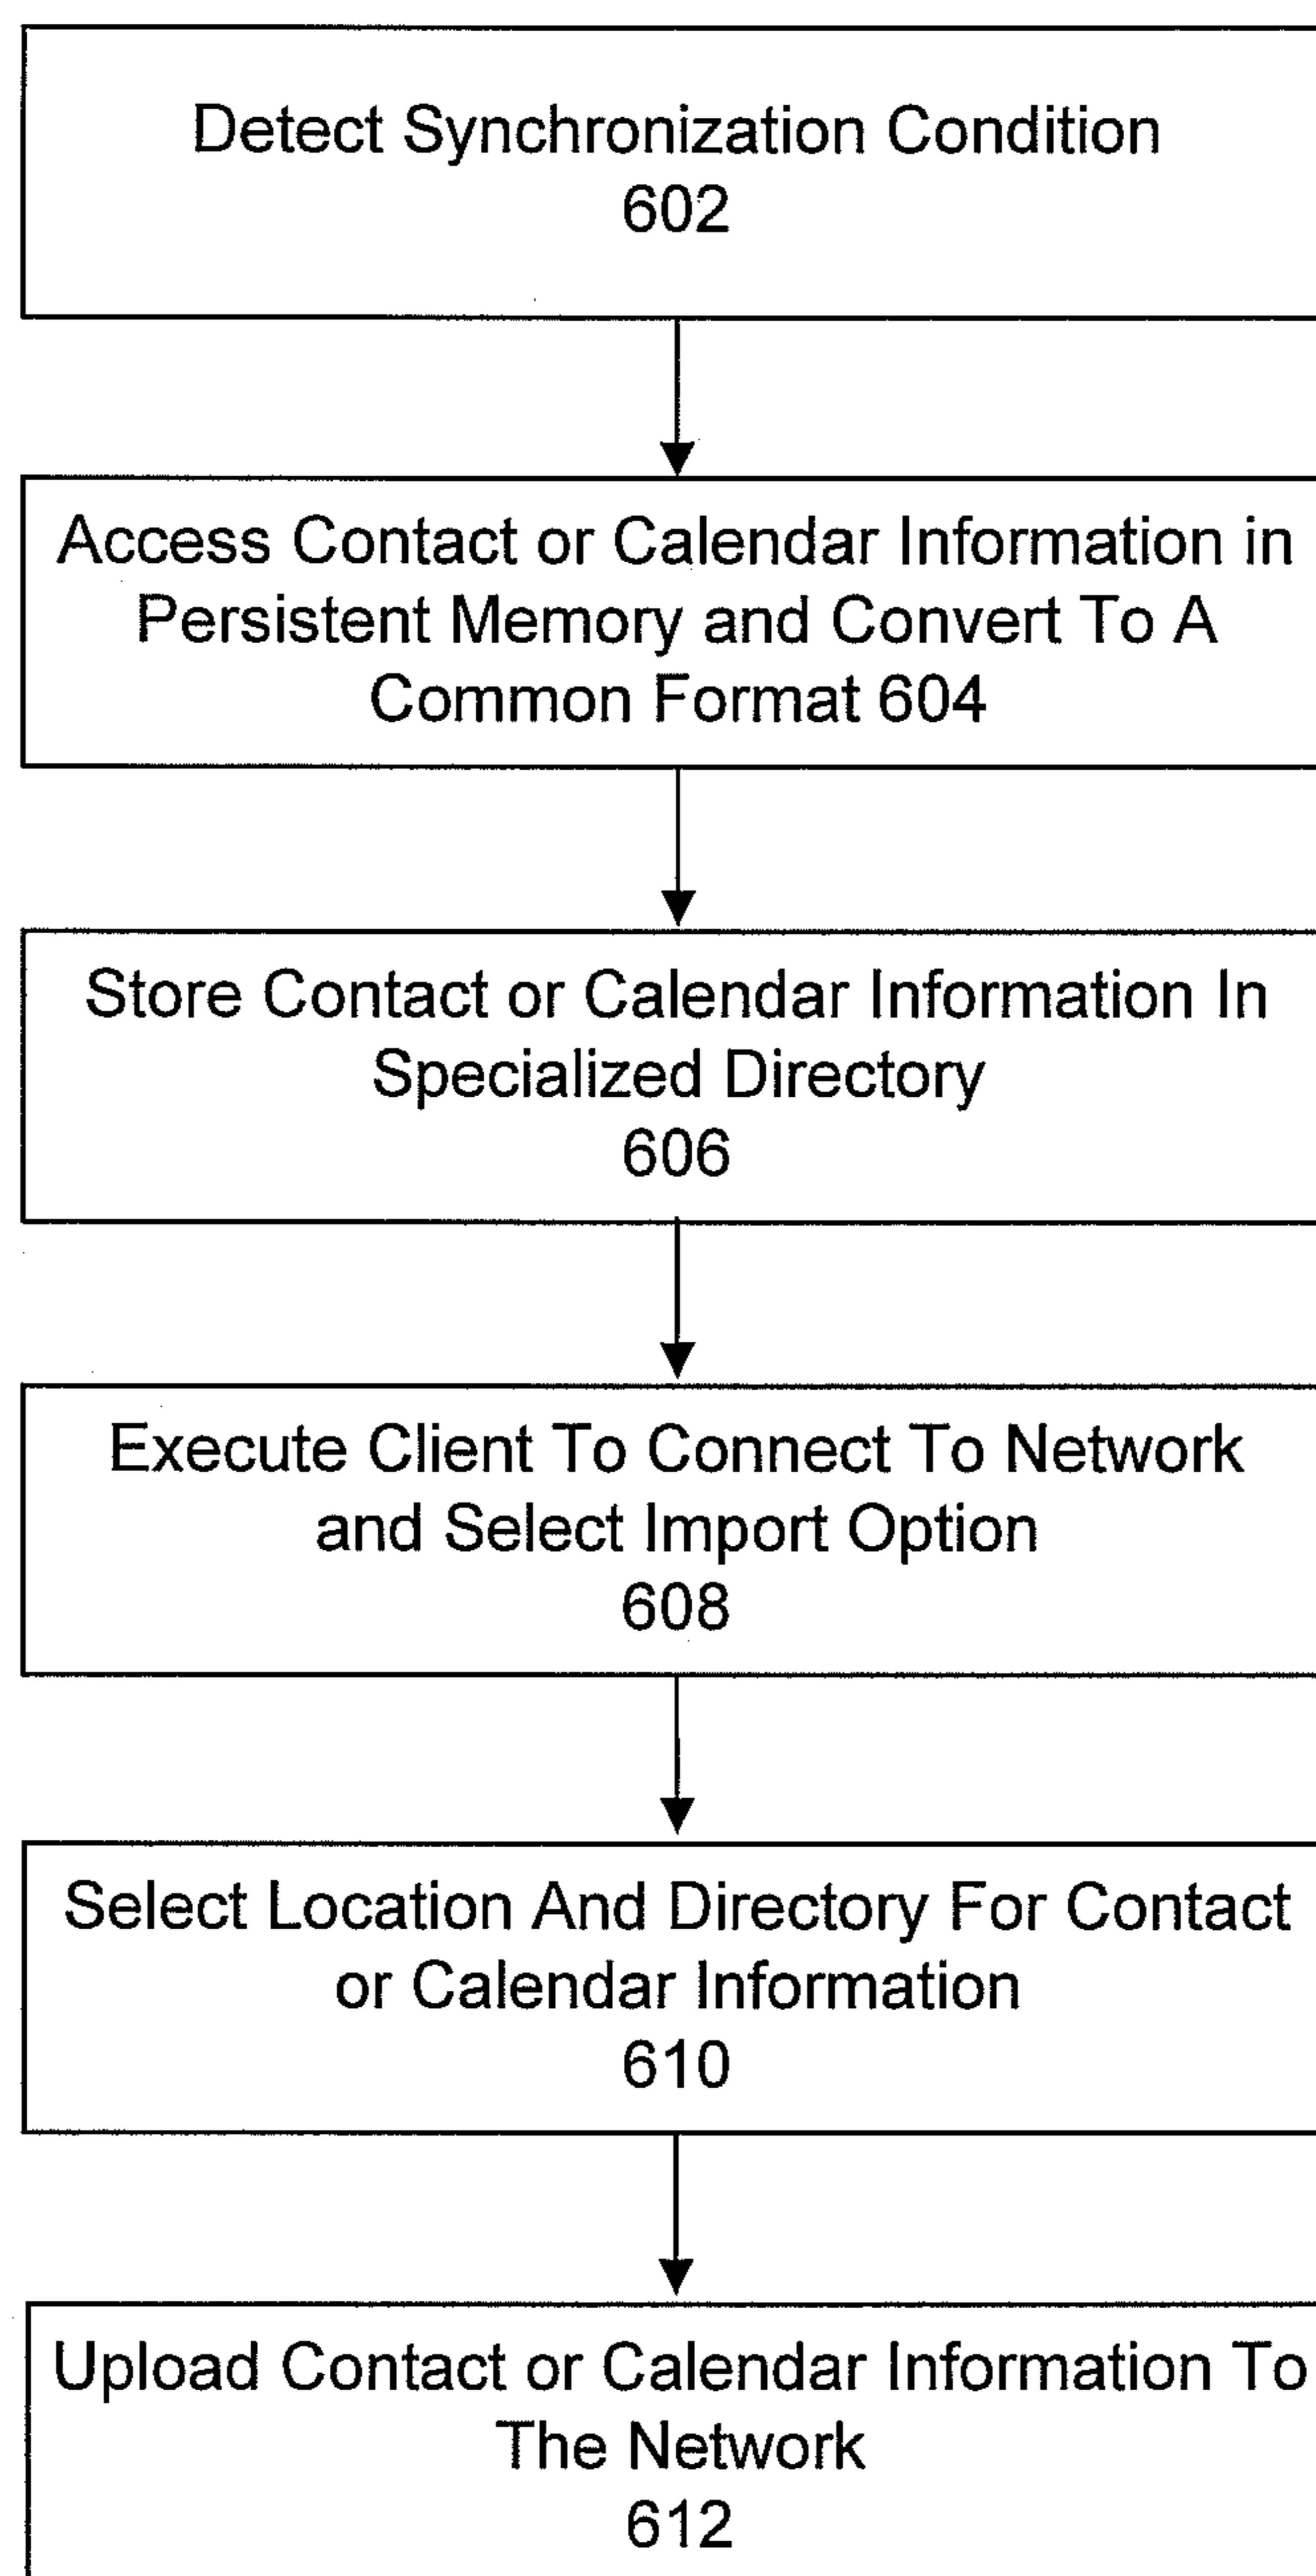 Detect Synchronization Condition
602
Access Contact or Calendar Information in
Persistent Memory and Convert To A
Common Format 604
Store Contact or Calendar Information In
Specialized Directory
606
Execute Client To Connect To Network
and Select Import Option
608
Select Location And Directory For Contact
or Calendar Information
610
Upload Contact or Calendar Information To
The Network
612